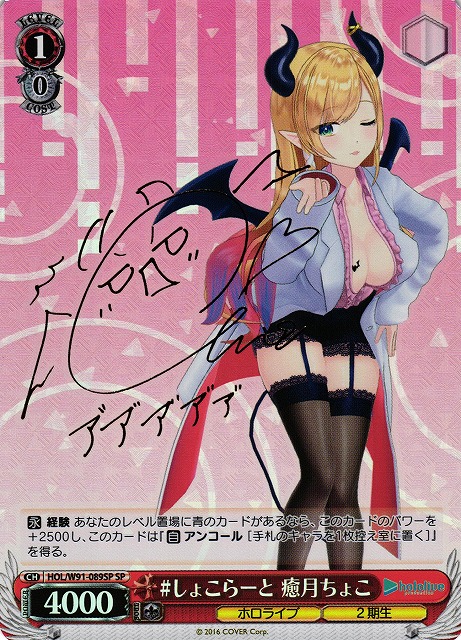 LEVEL
1
0
COST
アアアアア
永 経験 あなたのレベル置場に青のカードがあるなら、このカードのパワーを
+2500し、このカードは『自 アンコール [手札のキャラを1枚控え室に置く]』
を得る。
CH HOL/W91-089SP SP
#しょこらーと 癒月ちょこ
hololive
POWER 4000 SOUL
ホロライブ 2期生
© 2016 COVER Corp.